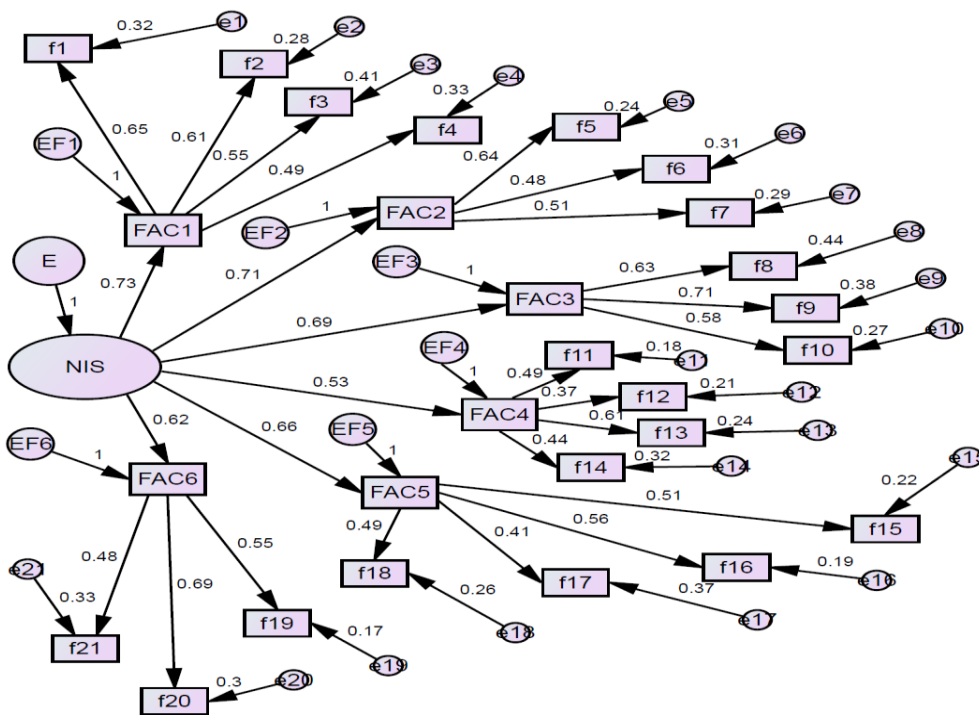 0.32
e1
f1
0.28
e2
f2
0.41
e3
f3
0.33
e4
f4
0.65
0.61
0.55
0.49
EF1
1
FAC1
0.24
e5
f5
0.31
e6
f6
0.29
e7
f7
0.64
0.48
0.51
EF2
1
FAC2
E
1
0.73
0.71
EF3
1
FAC3
0.63
0.71
0.58
0.44
e8
f8
0.38
e9
f9
0.27
e10
f10
NIS
0.69
0.53
0.66
0.62
EF4
1
FAC4
0.49
0.37
0.61
0.44
0.18
e11
f11
0.21
e12
f12
0.24
e13
f13
0.32
e14
f14
EF5
1
FAC5
0.51
0.56
0.41
0.49
0.22
e15
f15
0.19
e16
f16
0.37
e17
f17
0.26
e18
f18
EF6
1
FAC6
0.48
0.69
0.55
e21
0.33
f21
0.17
e19
f19
0.3
e20
f20